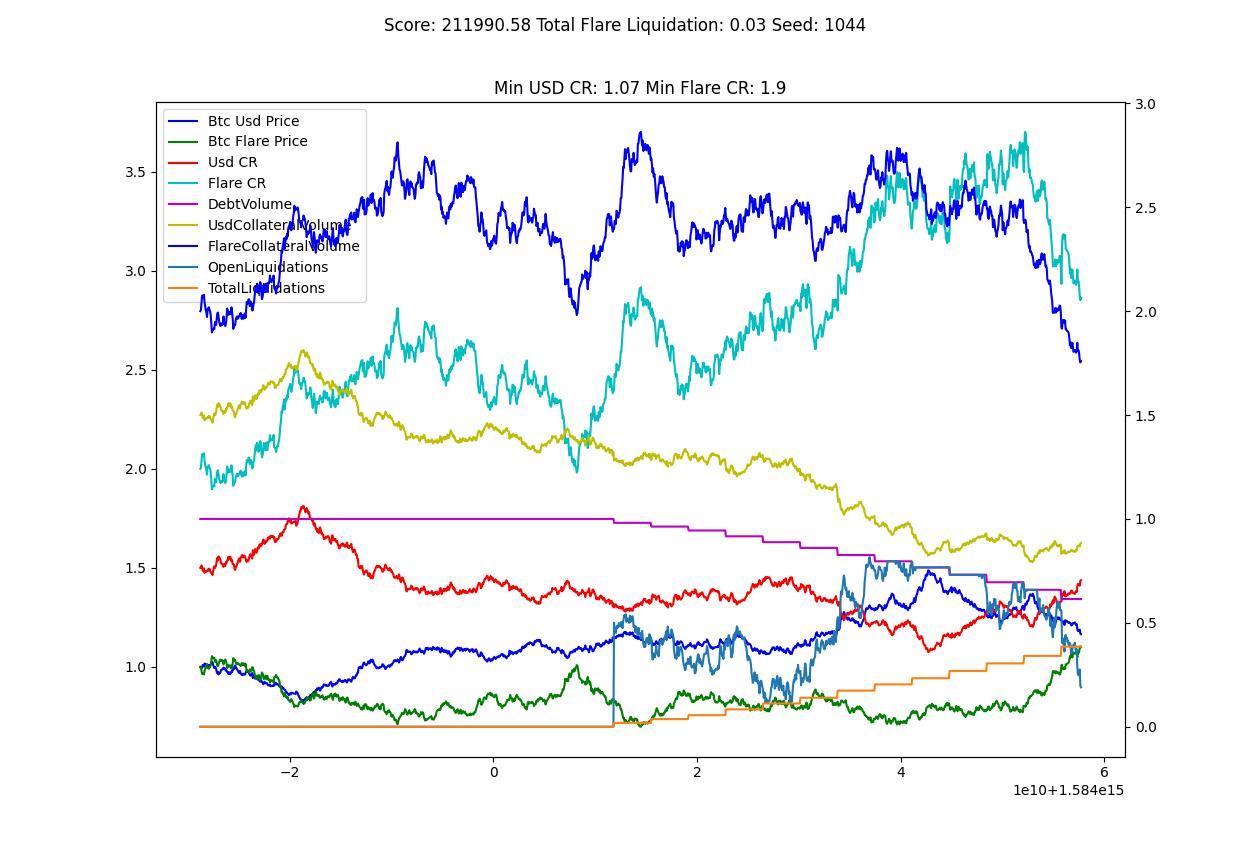 Score: 211990.58 Total Flare Liquidation: 0.03 Seed: 1044
Min USD CR: 1.07 Min Flare CR: 1.9
Btc Usd Price
Btc Flare Price
Usd CR
Flare CR
DebtVolume
UsdCollateralVolume
FlareCollateralVolume
OpenLiquidations
TotalLiquidations
3.5
3.0
2.5
2.0
1.5
1.0
3.0
2.5
2.0
1.5
1.0
0.5
0.0
−2
0
2
4
6
1e10+1.584e15